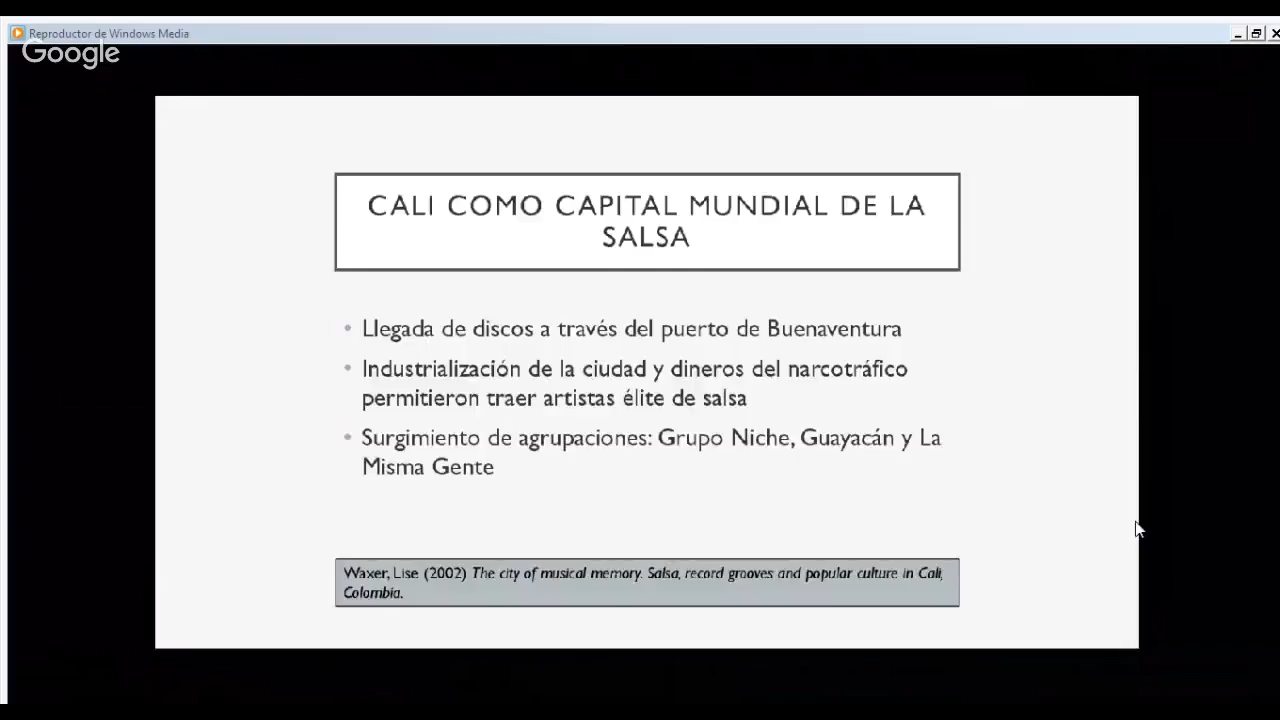 Reproductor de Windows Media
Google
CALI COMO CAPITAL MUNDIAL DE LA
SALSA
• Llegada de discos a través del puerto de Buenaventura
• Industrialización de la ciudad y dineros del narcotráfico
permitieron traer artistas élite de salsa
• Surgimiento de agrupaciones: Grupo Niche, Guayacán y La
Misma Gente
Waxer, Lise (2002) The city of musical memory. Salsa, record grooves and popular culture in Cali,
Colombia.